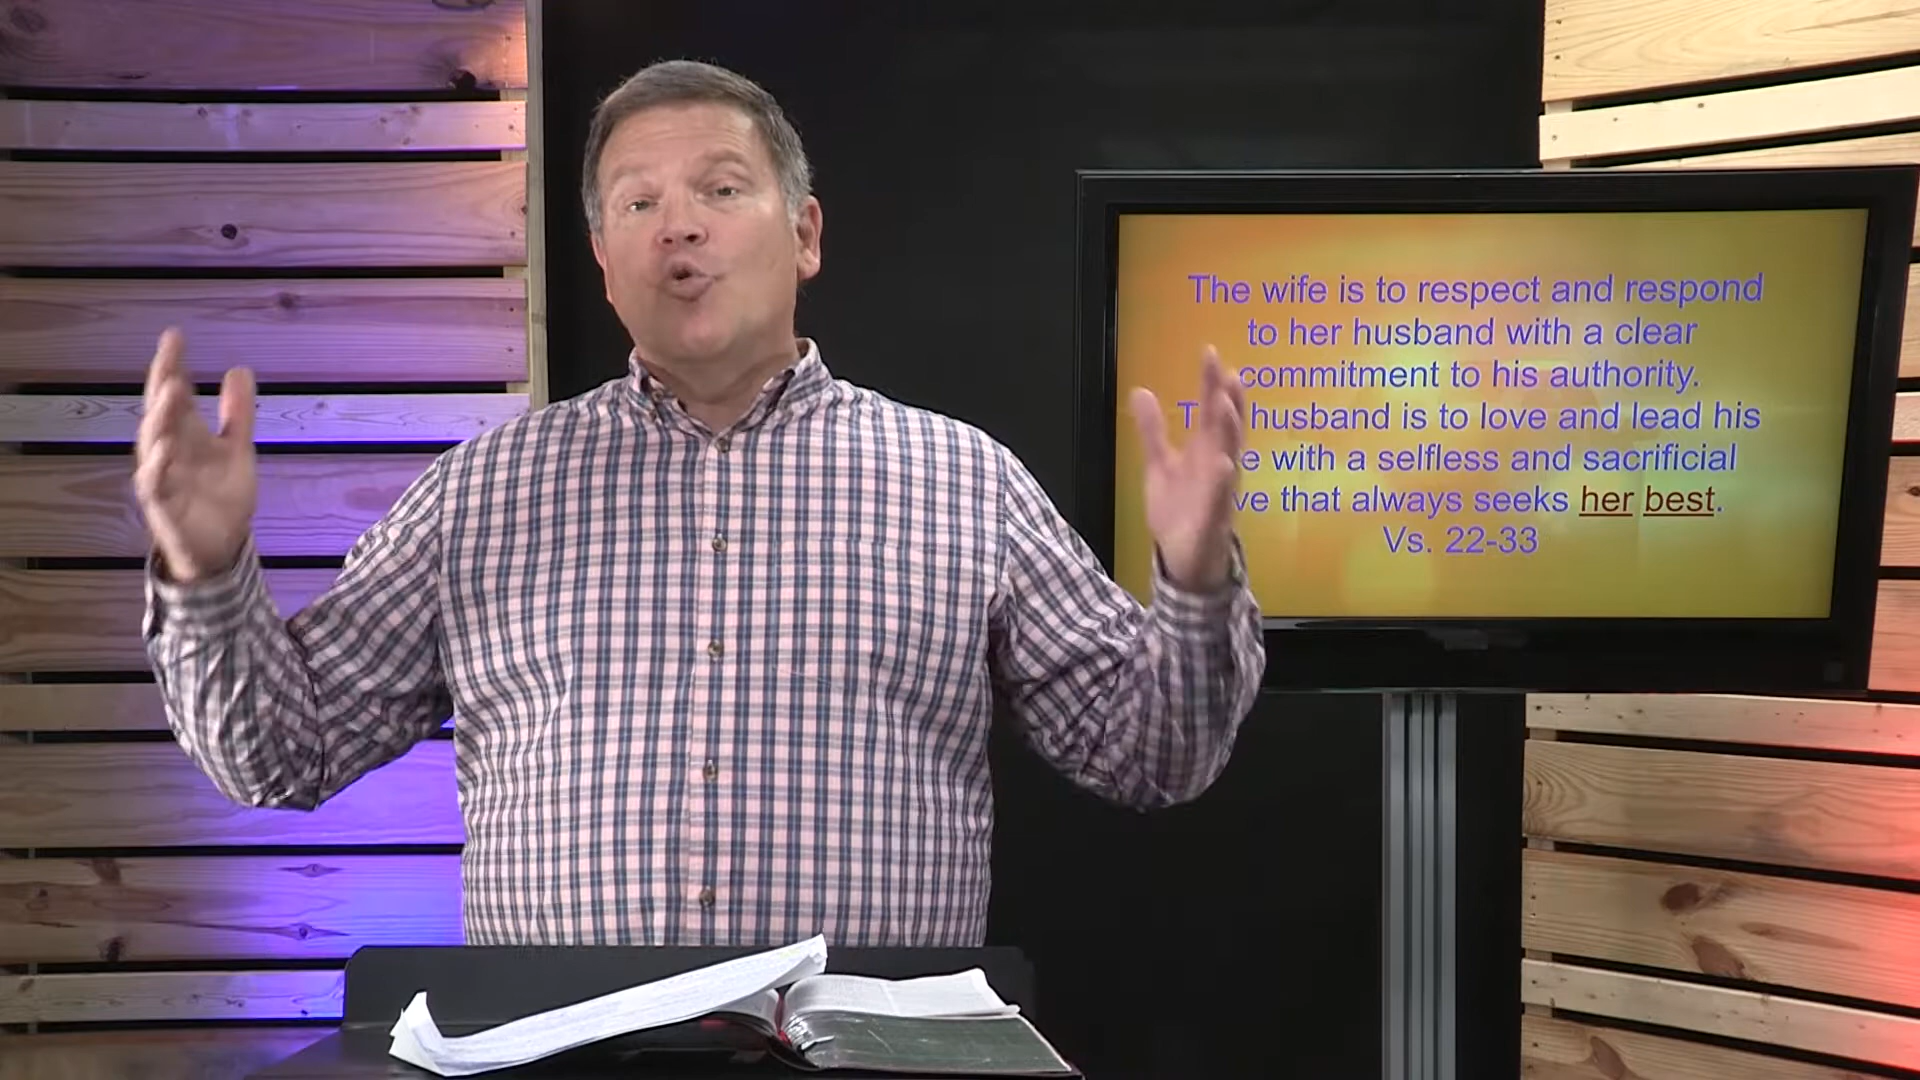 The wife is to respect and respond
to her husband with a clear
commitment to his authority.
husband is to love and lead his
with a selfless and sacrificial
that always seeks her best.
Vs. 22-33